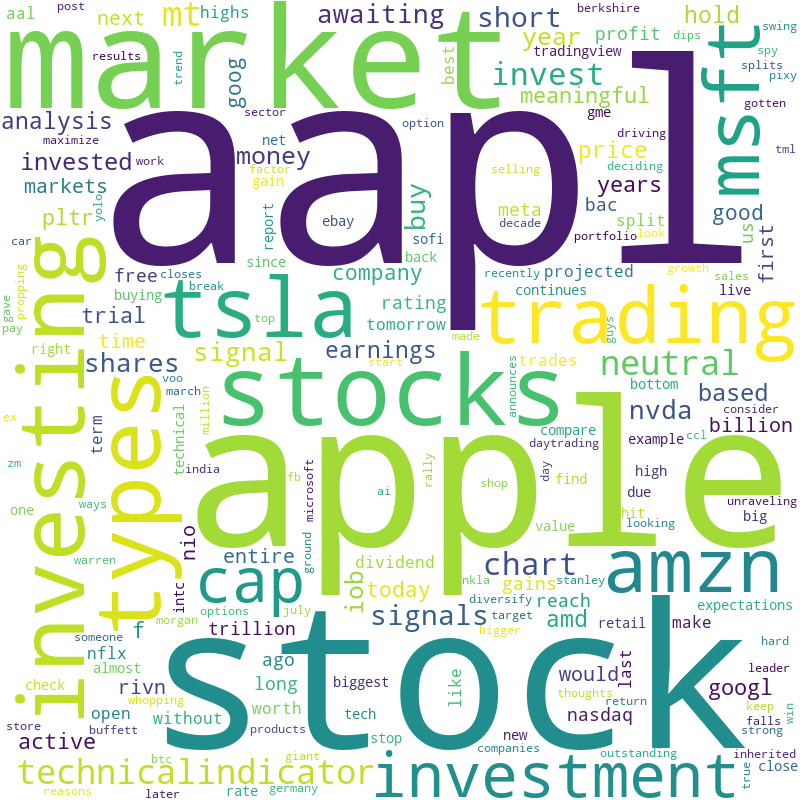 aal
post
next
mt
highs
awaiting
short
berkshire
hold
swing
market
results
trend
goog
best
tradingview
year
profit
dips
spy
invest
splits
meaningful
pixy
analysis
maximize
aapl
sector
option
gme
driving
gotten
msft
invested
work
net
money
factor
gain
selling
price
deciding
tml
markets
yolo
report
ebay
buy
meta
decade
years
bac
split
good
pltr
sofi
portfolio
look
us
first
car
propping
since
back
free
closes
company
recently
projected
growth
sales
gave
pay
buying
break
rating
continues
live
investing
trial
tsla
top
tomorrow
made
trading
guys
time
right
signal
earnings
trades
shares
start
neutral
types
voo
march
million
stocks
announces
bottom
based
consider
ex
term
technical
nvda
compare
ccl
daytrading
example
billion
zm
one
india
apple
rally
day
find
high
due
unraveling
big
ways
fb
microsoft
ai
shop
value
hit
looking
warren
nio
entire
ground
dividend
chart
intc
cap
iob
today
nkla
gains
stanley
amzn
morgan
options
july
diversify
reach
expectations
someone
f
trillion
signals
target
bigger
amd
retail
make
hard
nflx
almost
ago
stock
would
last
leader
check
rivn
long
biggest
like
thoughts
googl
whopping
return
keep
store
buffett
open
without
worth
tech
nasdaq
falls
win
strong
active
products
stop
new
companies
outstanding
inherited
btc
giant
technicalindicator
investment
true
close
reasons
later
rate
germany